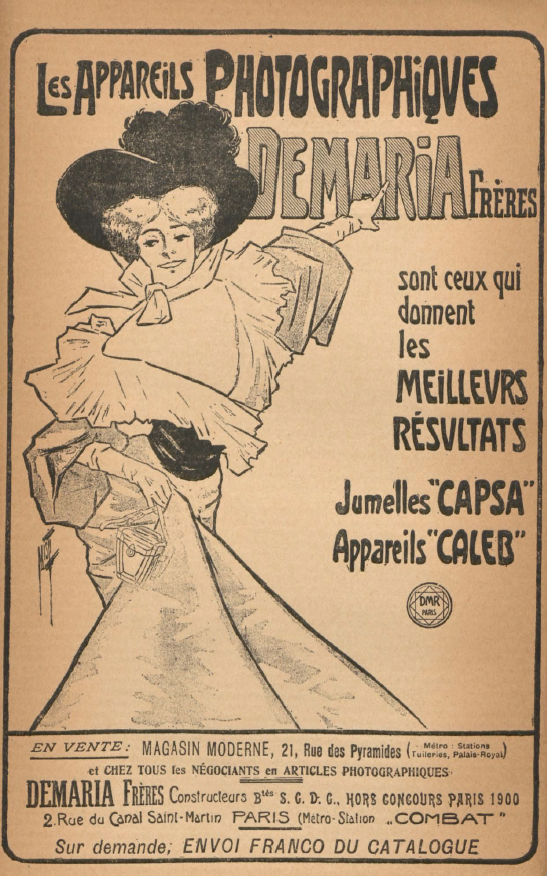 Les Appareils Photographiqves
Demaria Frères
sont ceux qui
donnent
les
MEiLLEVRS
RÉSVLTATS
Jumelles "CAPSA"
Appareils "CALEB"
DMR
PARIS
EN VENTE: MAGASIN MODERNE, 21, Rue des Pyramides (Métro : Stations
Tuileries, Palais-Royal)
et CHEZ TOUS les NÉGOCIANTS en ARTICLES PHOTOGRAPHIQUES.
DEMARIA FRÈRES Constructeurs Btés S. G. D. G., HORS CONCOURS PARIS 1900
2. Rue du Canal Saint-Martin PARIS (Métro-Station „COMBAT"
Sur demande, ENVOI FRANCO DU CATALOGUE